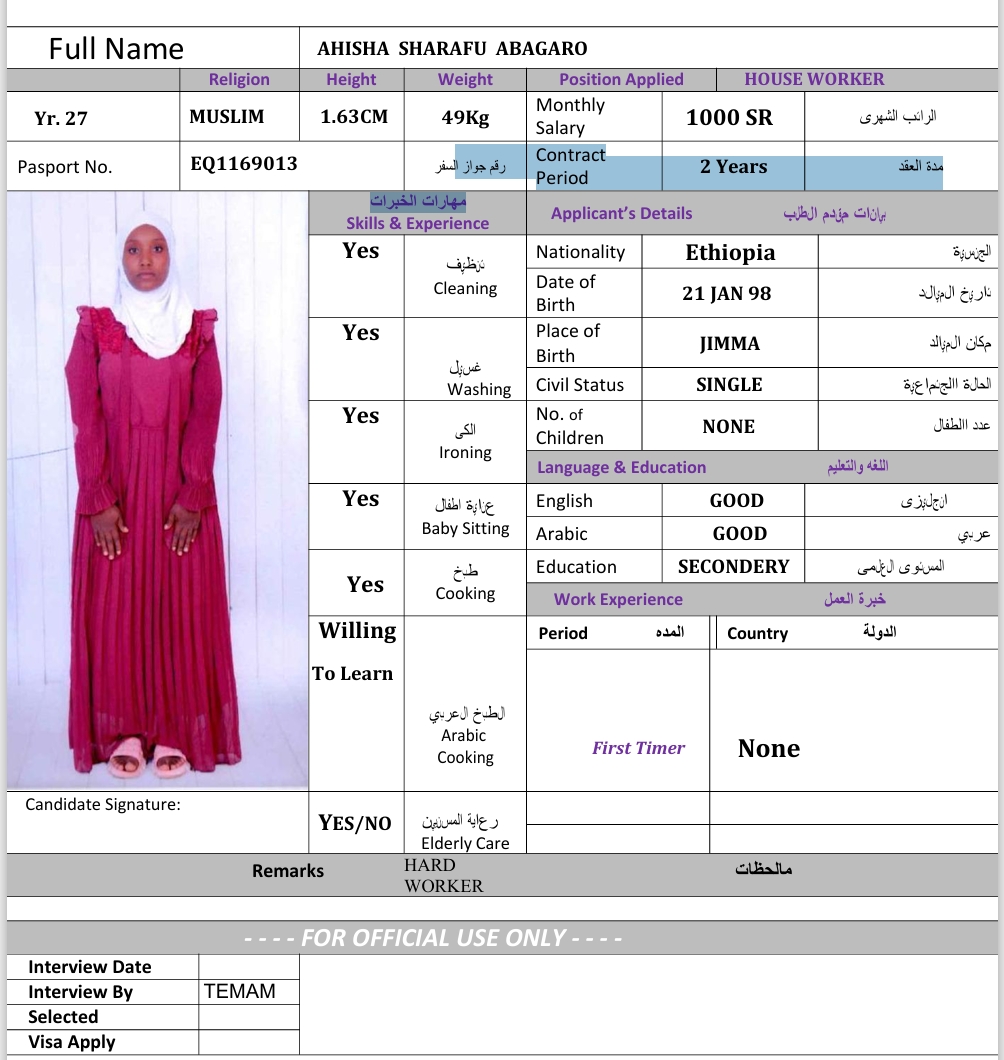 Full Name AHISHA SHARAFU ABAGARO
Religion Height Weight Position Applied HOUSE WORKER
Yr. 27 MUSLIM 1.63CM 49Kg Monthly Salary 1000 SR الراتب الشهرى
Pasport No. EQ1169013 رقم جواز السفر Contract Period 2 Years مدة العقد
مهارات الخبرات
Skills & Experience
Applicant’s Details بيانات مقدم الطلب
Yes تنظيف
Cleaning
Nationality Ethiopia الجنسية
Date of Birth 21 JAN 98 تاريخ الميالد
Yes غسيل
Washing
Place of Birth JIMMA مكان الميالد
Civil Status SINGLE الحالة االجتماعية
Yes الكى
Ironing
No. of Children NONE عدد االطفال
Language & Education اللغه والتعليم
Yes عناية اطفال
Baby Sitting
English GOOD انجليزى
Arabic GOOD عربي
Yes طبخ
Cooking
Education SECONDERY المستوى العلمى
Work Experience خبرة العمل
Willing
To Learn
الطبخ العربي
Arabic
Cooking
Period المده Country الدولة
First Timer None
Candidate Signature:
YES/NO رعاية المسنين
Elderly Care
Remarks HARD
WORKER
مالحظات
- - - - FOR OFFICIAL USE ONLY - - - -
Interview Date
Interview By TEMAM
Selected
Visa Apply